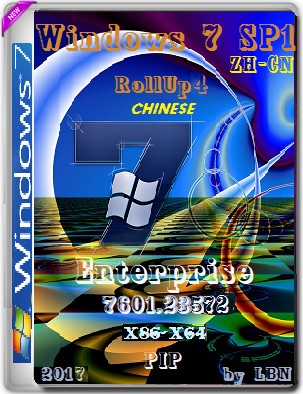 NEW
Windows 7 SP1
ZH-CN
RollUp4
CHINESE
7
Windows 7
Enterprise
7601.23572
X86-X64
PIP
2017 by LBN